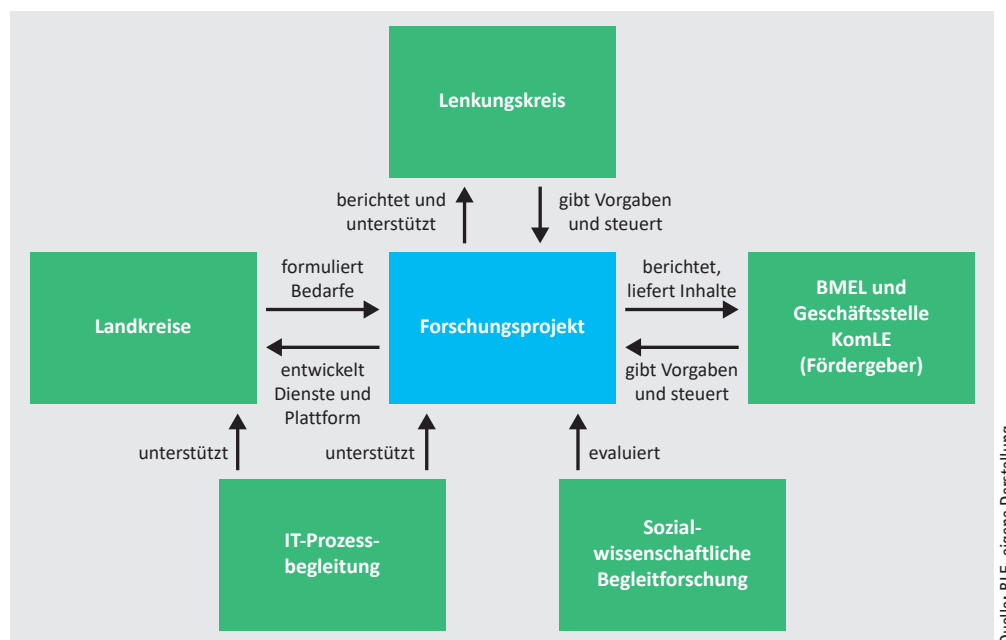 Lenkungskreis
berichtet und
unterstützt
gibt Vorgaben
und steuert
Landkreise
formuliert
Bedarfe
entwickelt
Dienste und
Plattform
Forschungsprojekt
berichtet,
liefert Inhalte
gibt Vorgaben
und steuert
BMEL und
Geschäftsstelle
KomLE
(Fördergeber)
unterstützt
unterstützt
evaluiert
IT-Prozess-
begleitung
Sozial-
wissenschaftliche
Begleitforschung
Quelle: BLE, eigene Darstellung